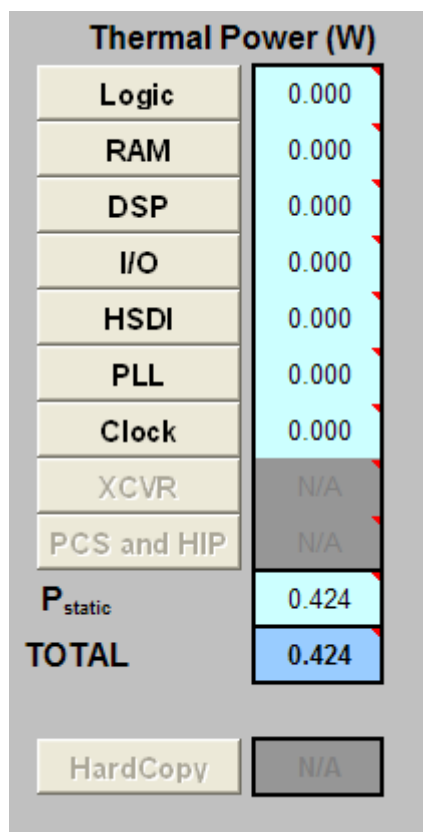 Thermal Power (W)
Logic 0.000
RAM 0.000
DSP 0.000
I/O 0.000
HSDI 0.000
PLL 0.000
Clock 0.000
XCVR N/A
PCS and HIP N/A
Pstatic 0.424
TOTAL 0.424
HardCopy N/A